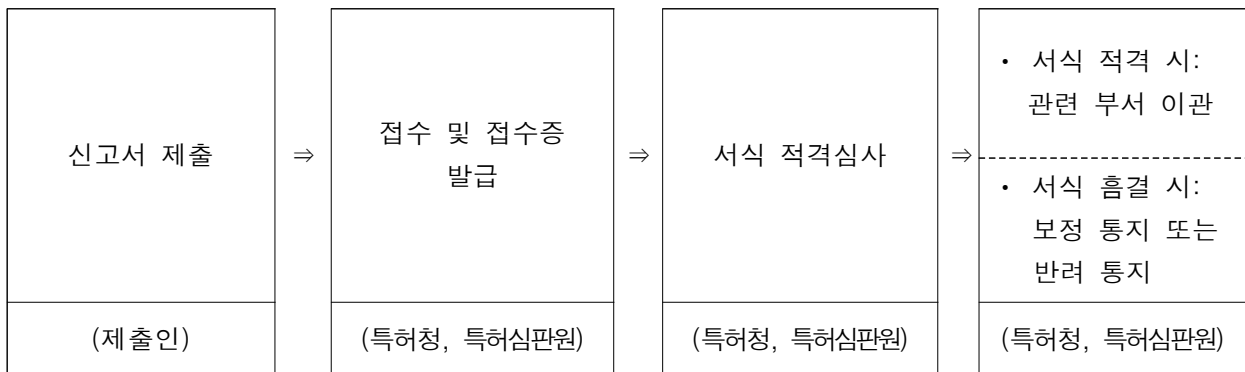 신고서 제출
⇒
접수 및 접수증
발급
⇒
서식 적격심사
⇒
• 서식 적격 시:
관련 부서 이관
• 서식 흠결 시:
보정 통지 또는
반려 통지
(제출인)
(특허청, 특허심판원)
(특허청, 특허심판원)
(특허청, 특허심판원)